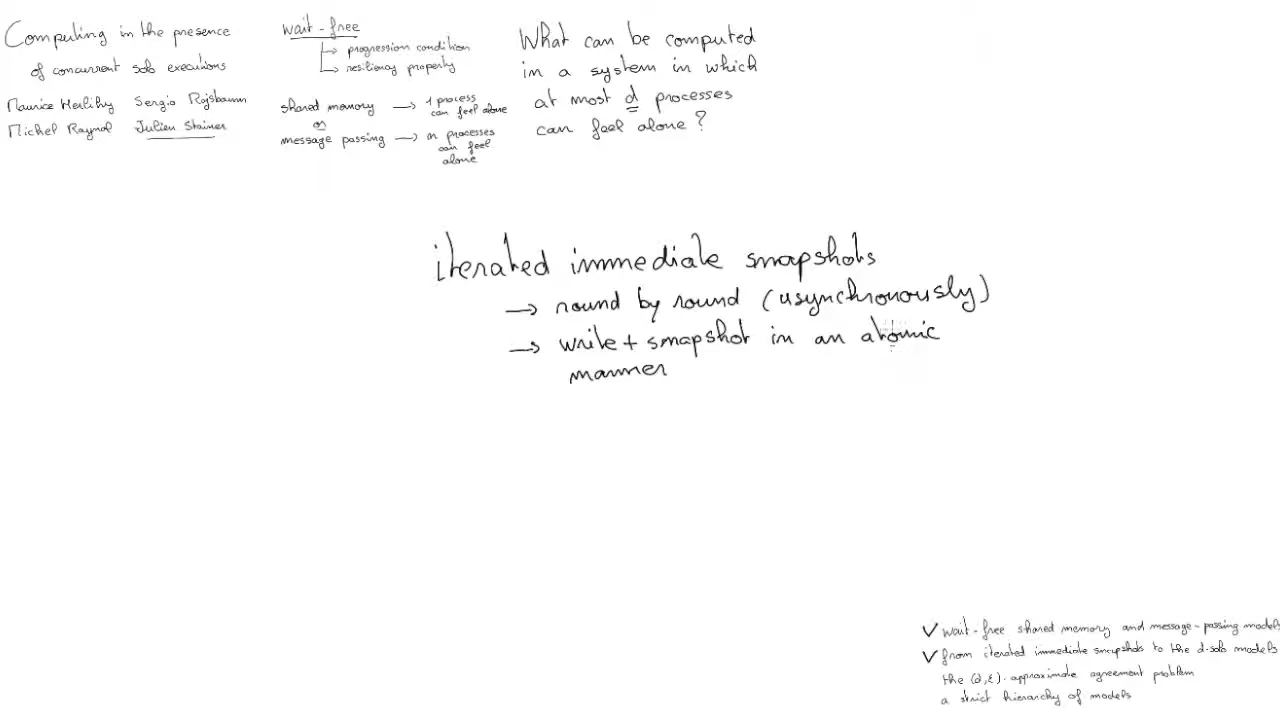 Computing in the presence
of concurrent solo executions
Maurice Herlihy Sergio Rajsbaum
Michel Raynal Julien Stainer
wait-free
→ progression condition
→ resiliency property
shared memory → 1 process can feel alone
or
message passing → n processes can feel alone
What can be computed
in a system in which
at most d processes
can feel alone?
iterated immediate snapshots
→ round by round (asynchronously)
→ write + snapshot in an atomic
manner
✓ wait-free shared memory and message-passing models
✓ from iterated immediate snapshots to the d-solo models
the (d,ε)-approximate agreement problem
a strict hierarchy of models